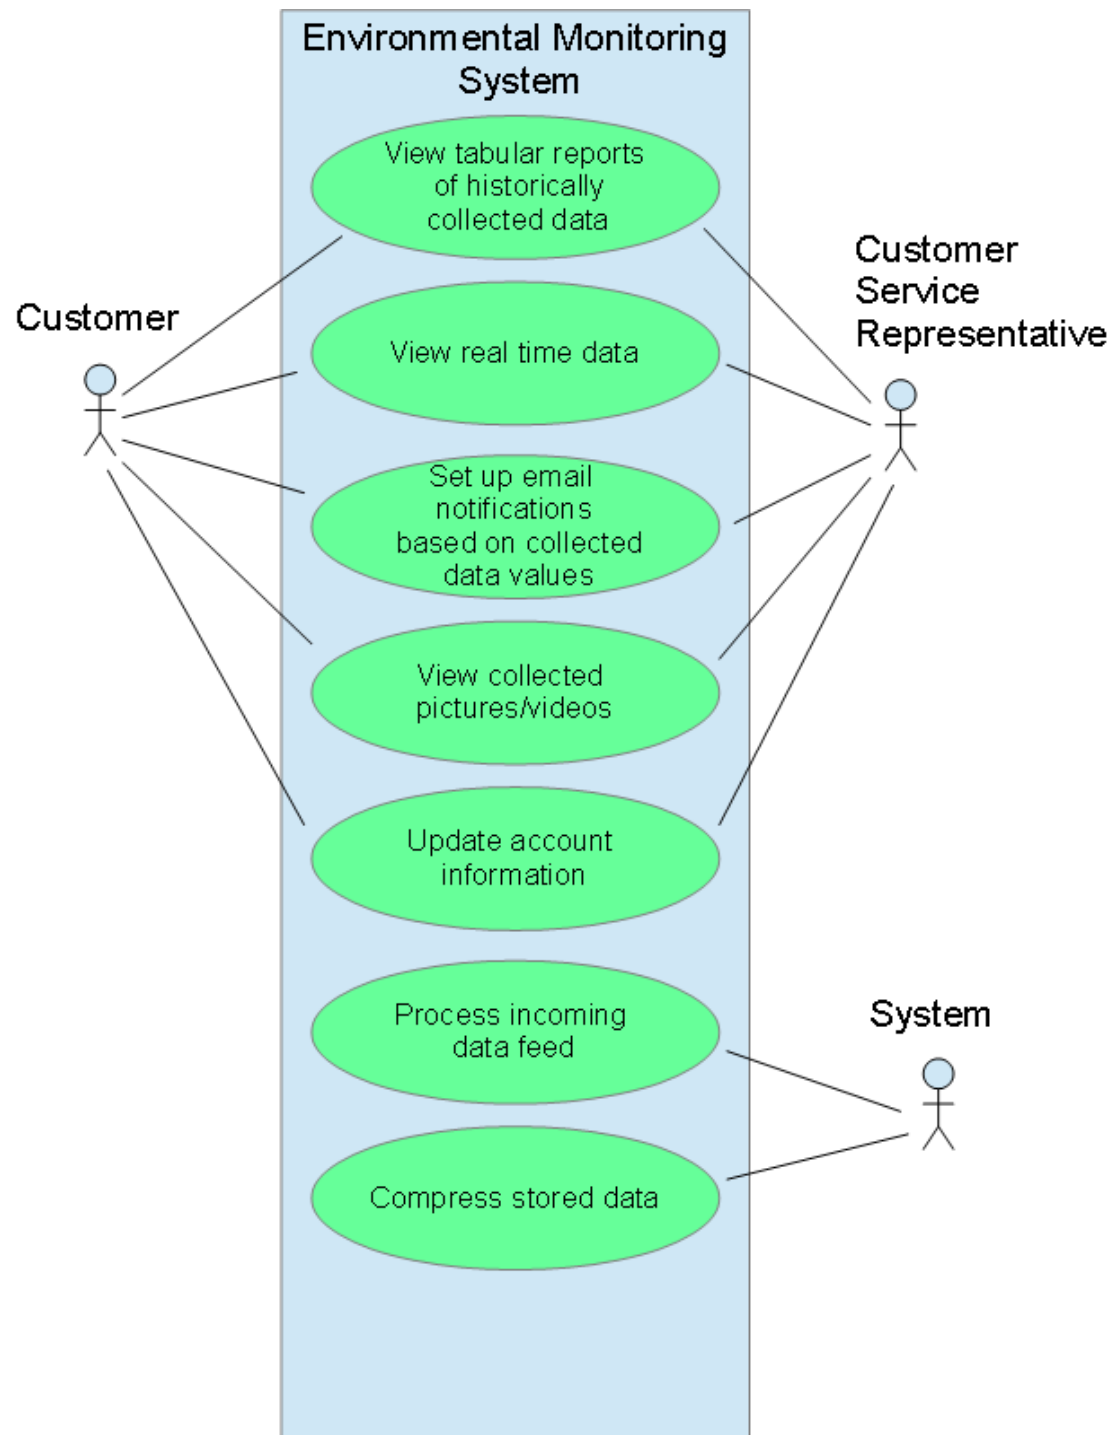 Environmental Monitoring
System
View tabular reports
of historically
collected data
Customer
Service
Representative
Customer
View real time data
Set up email
notifications
based on collected
data values
View collected
pictures/videos
Update account
information
Process incoming
data feed
System
Compress stored data